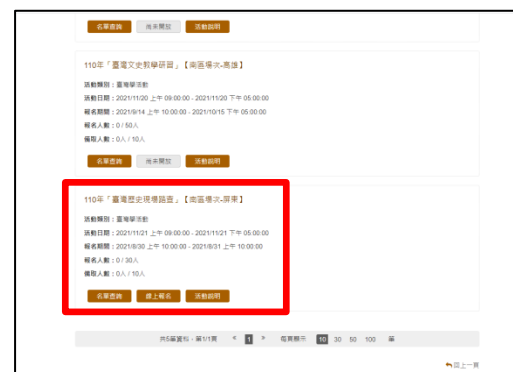 名單查詢 尚未開放 活動說明
110年「臺灣文史教學研習」【南區場次-高雄】
活動類別：臺灣學活動
活動日期：2021/11/20 上午 09:00:00 - 2021/11/20 下午 05:00:00
報名期間：2021/9/14 上午 10:00:00 - 2021/10/15 下午 05:00:00
報名人數：0 / 50人
備取人數：0人 / 10人
名單查詢 尚未開放 活動說明
110年「臺灣歷史現場踏查」【南區場次-屏東】
活動類別：臺灣學活動
活動日期：2021/11/21 上午 09:00:00 - 2021/11/21 下午 05:00:00
報名期間：2021/8/30 上午 10:00:00 - 2021/8/31 上午 10:00:00
報名人數：0 / 30人
備取人數：0人 / 10人
名單查詢 線上報名 活動說明
共5筆資料，第1/1頁 « 1 » 每頁顯示 10 30 50 100 筆
回上一頁